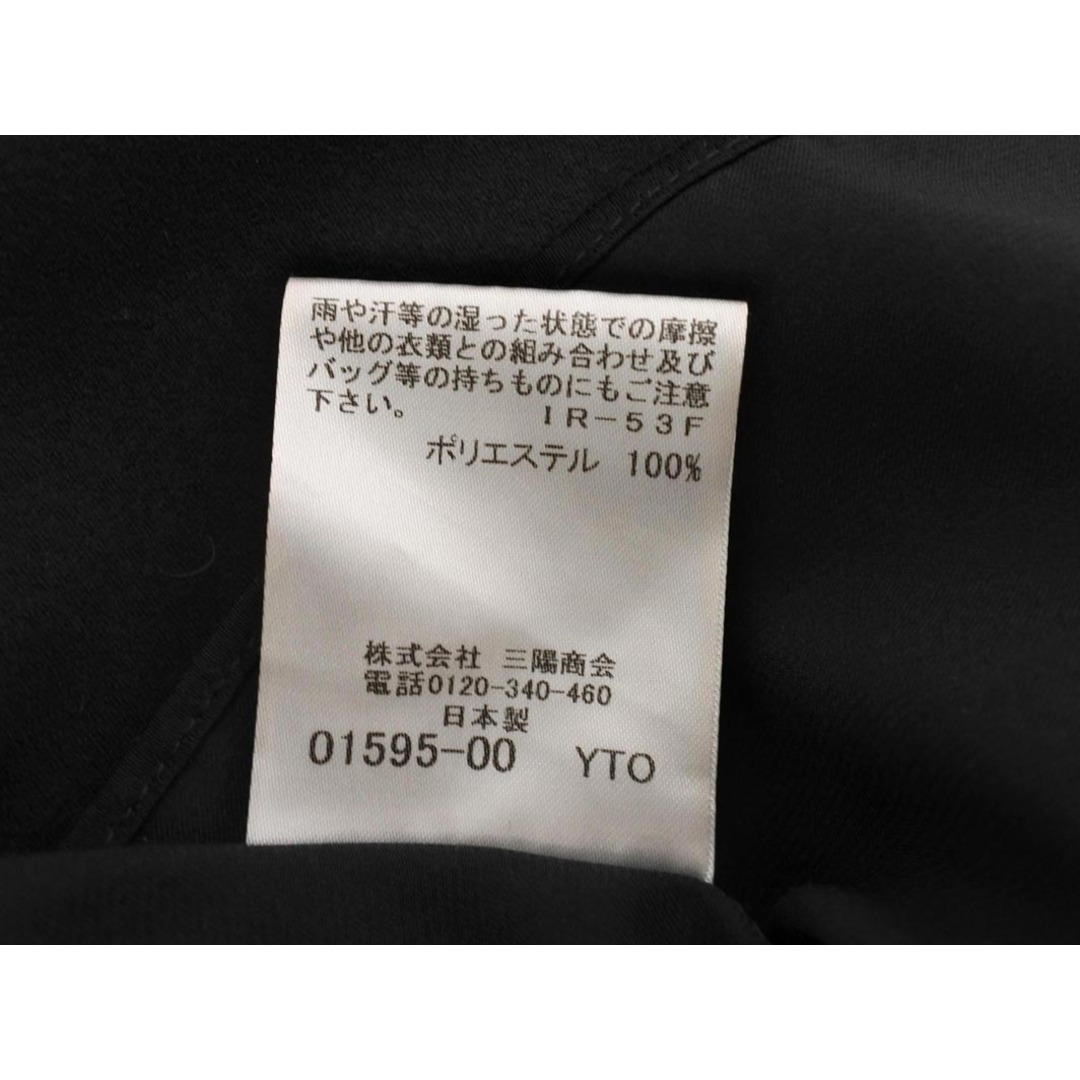 雨や汗等の湿った状態での摩擦
や他の衣類との組み合わせ及び
バッグ等の持ちものにもご注意
下さい。 ＩＲ－５３Ｆ
ポリエステル 100%
株式会社 三陽商会
電話0120-340-460
日本製
01595-00 YTO